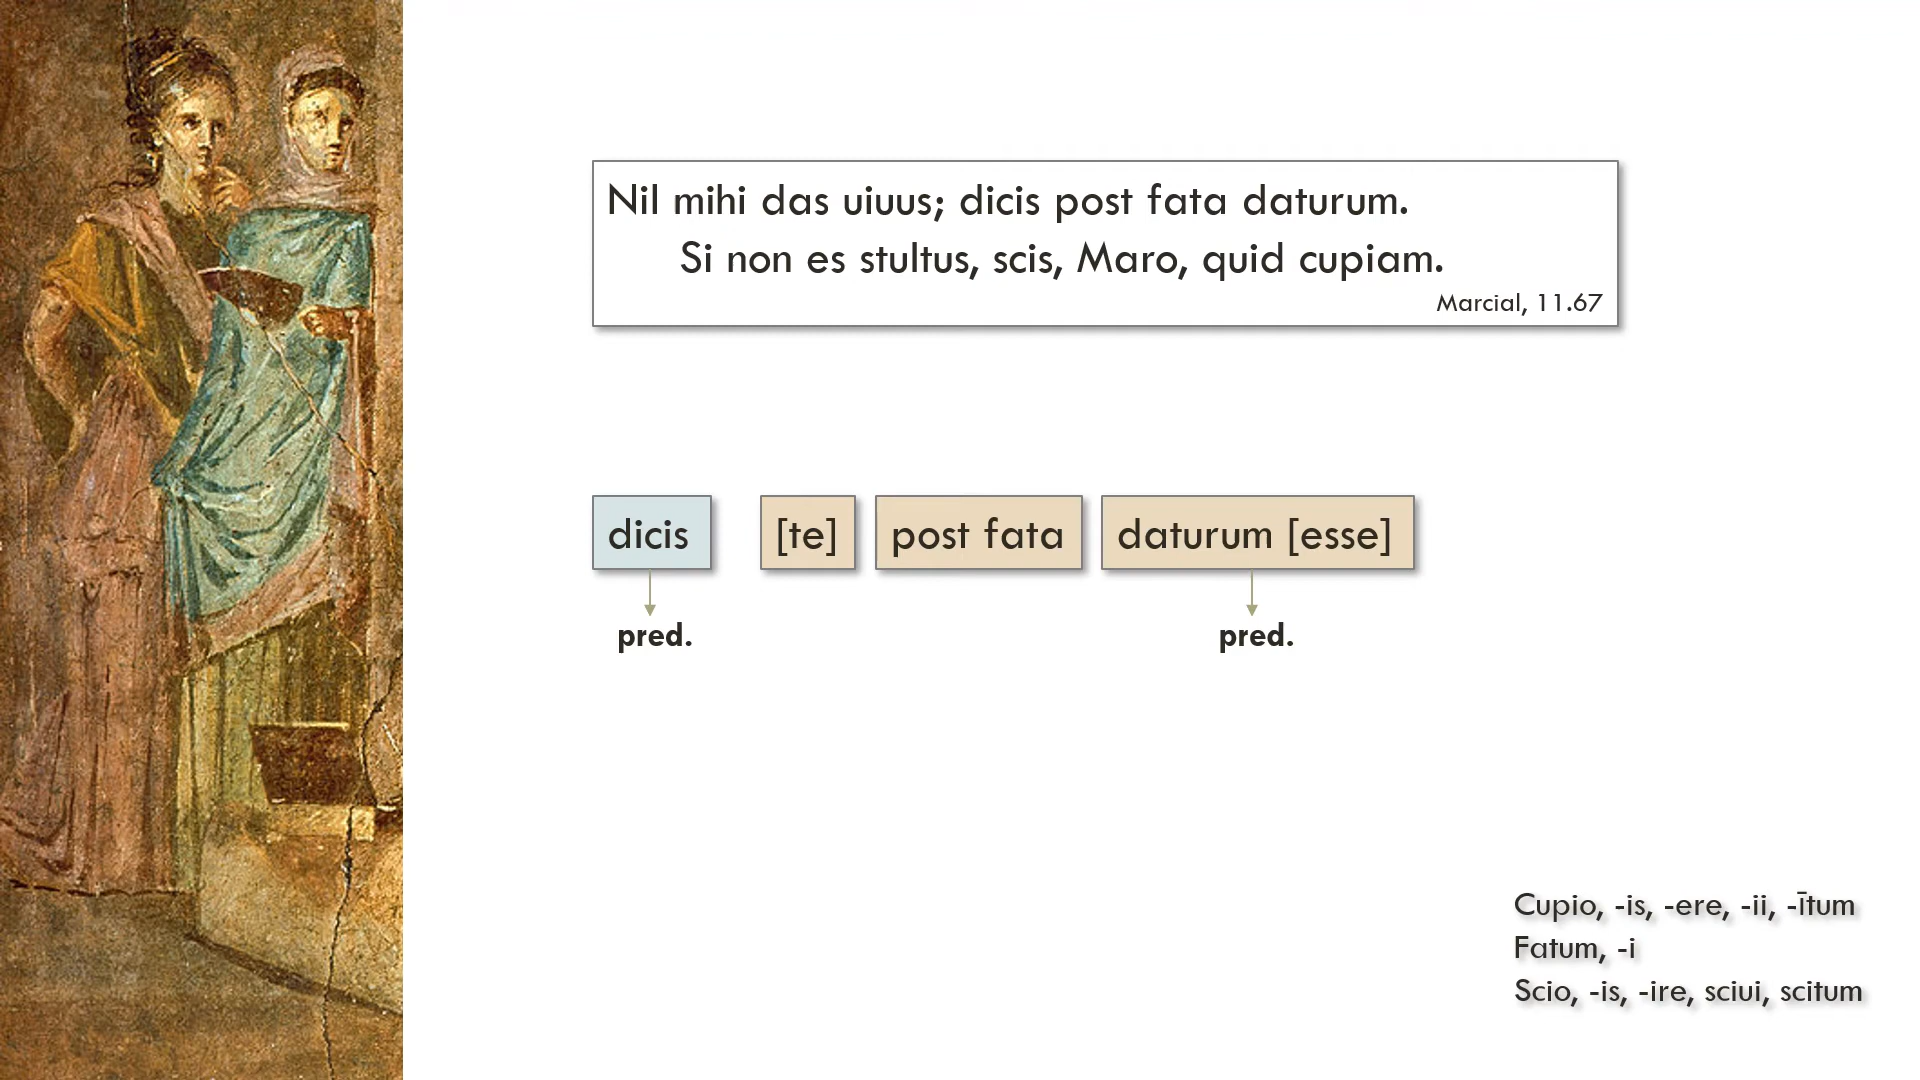 Nil mihi das uiuus; dicis post fata daturum.
Si non es stultus, scis, Maro, quid cupiam.
Marcial, 11.67
dicis [te] post fata daturum [esse]
pred. pred.
Cupio, -is, -ere, -ii, -ītum
Fatum, -i
Scio, -is, -ire, sciui, scitum